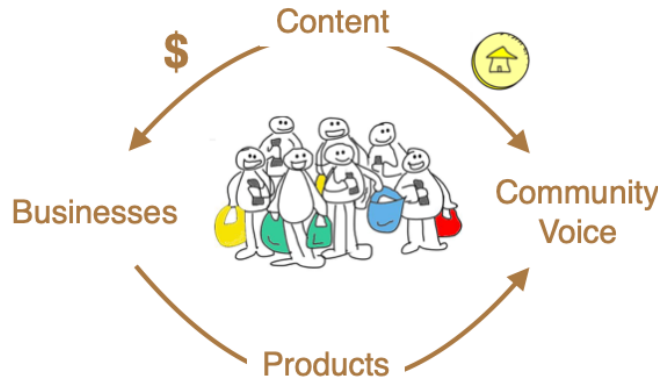 Content
$
Businesses
Community
Voice
Products